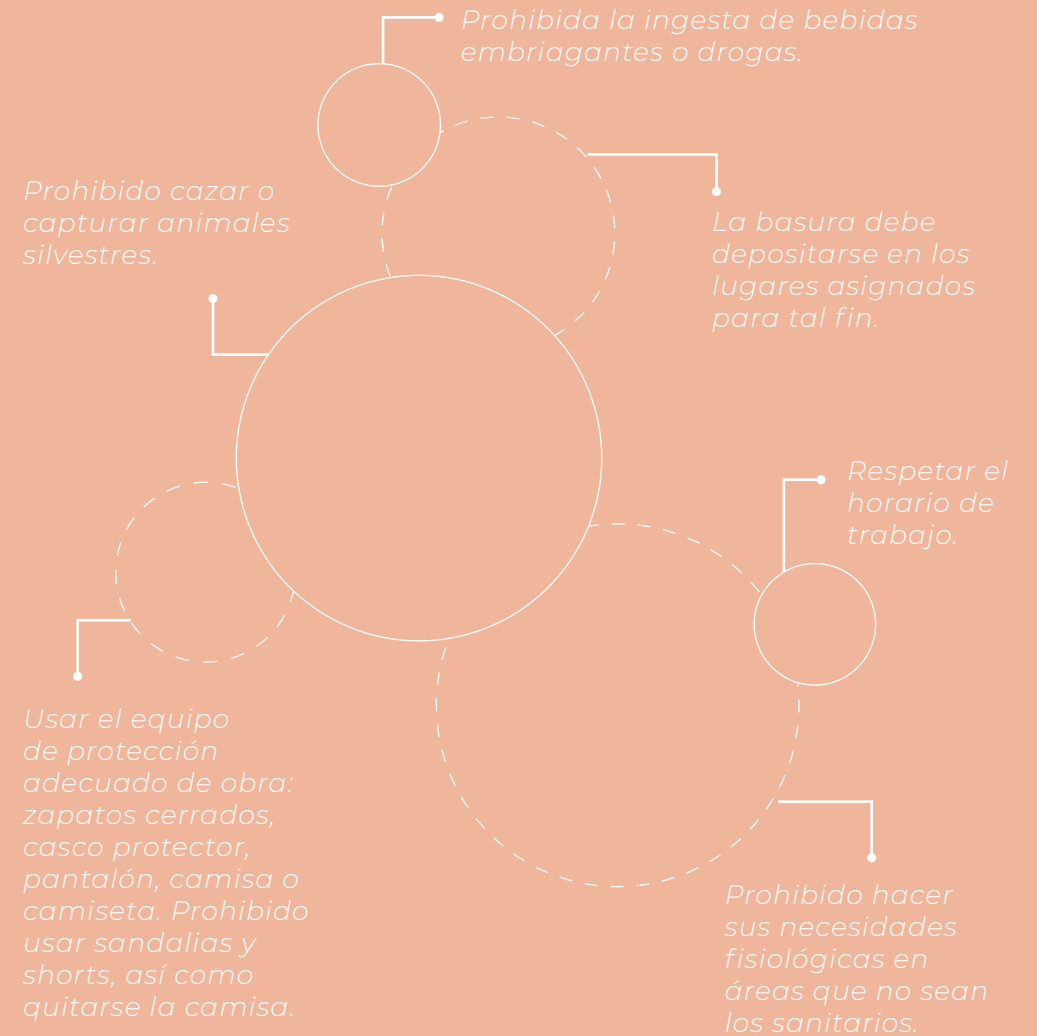 Prohibida la ingesta de bebidas
embriagantes o drogas.
Prohibido cazar o
capturar animales
silvestres.
La basura debe
depositarse en los
lugares asignados
para tal fin.
Respetar el
horario de
trabajo.
Usar el equipo
de protección
adecuado de obra:
zapatos cerrados,
casco protector,
pantalón, camisa o
camiseta. Prohibido
usar sandalias y
shorts, así como
quitarse la camisa.
Prohibido hacer
sus necesidades
fisiológicas en
áreas que no sean
los sanitarios.